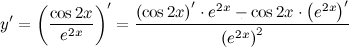 y' = \left( \frac{\cos 2x}{e^{2x}} \right)' = \frac{(\cos 2x)' \cdot e^{2x} - \cos 2x \cdot (e^{2x})'}{(e^{2x})^2}